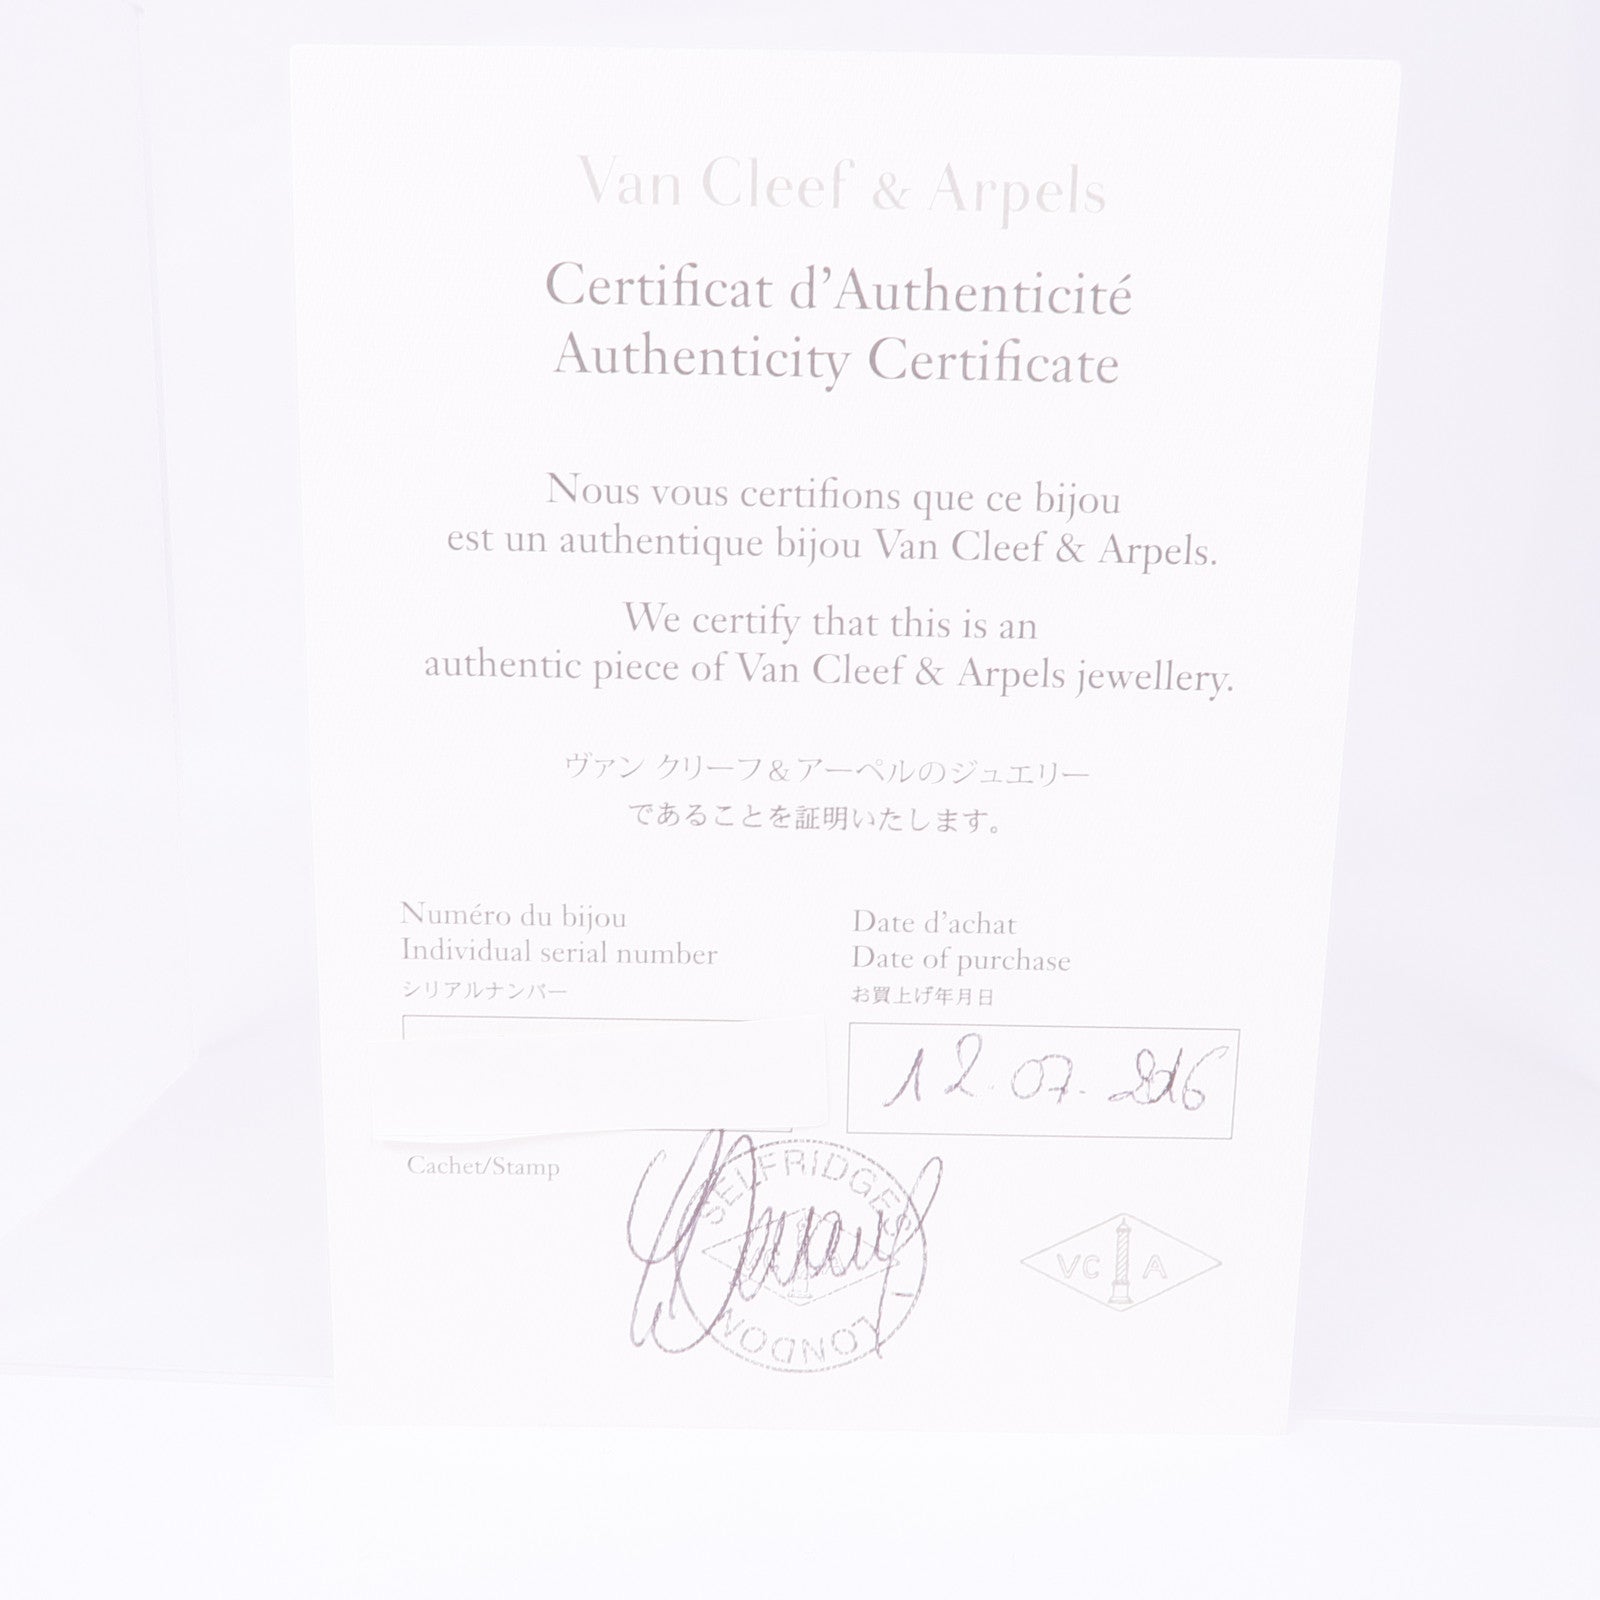 Van Cleef & Arpels
Certificat d'Authenticité
Authenticity Certificate
Nous vous certifions que ce bijou
est un authentique bijou Van Cleef & Arpels.
We certify that this is an
authentic piece of Van Cleef & Arpels jewellery.
ヴァン クリーフ&アーペルのジュエリー
であることを証明いたします。
Numéro du bijou
Individual serial number
シリアルナンバー
Date d'achat
Date of purchase
お買上げ年月日
12.07.2016
Cachet/Stamp
SELFRIDGES
LONDON
VC A